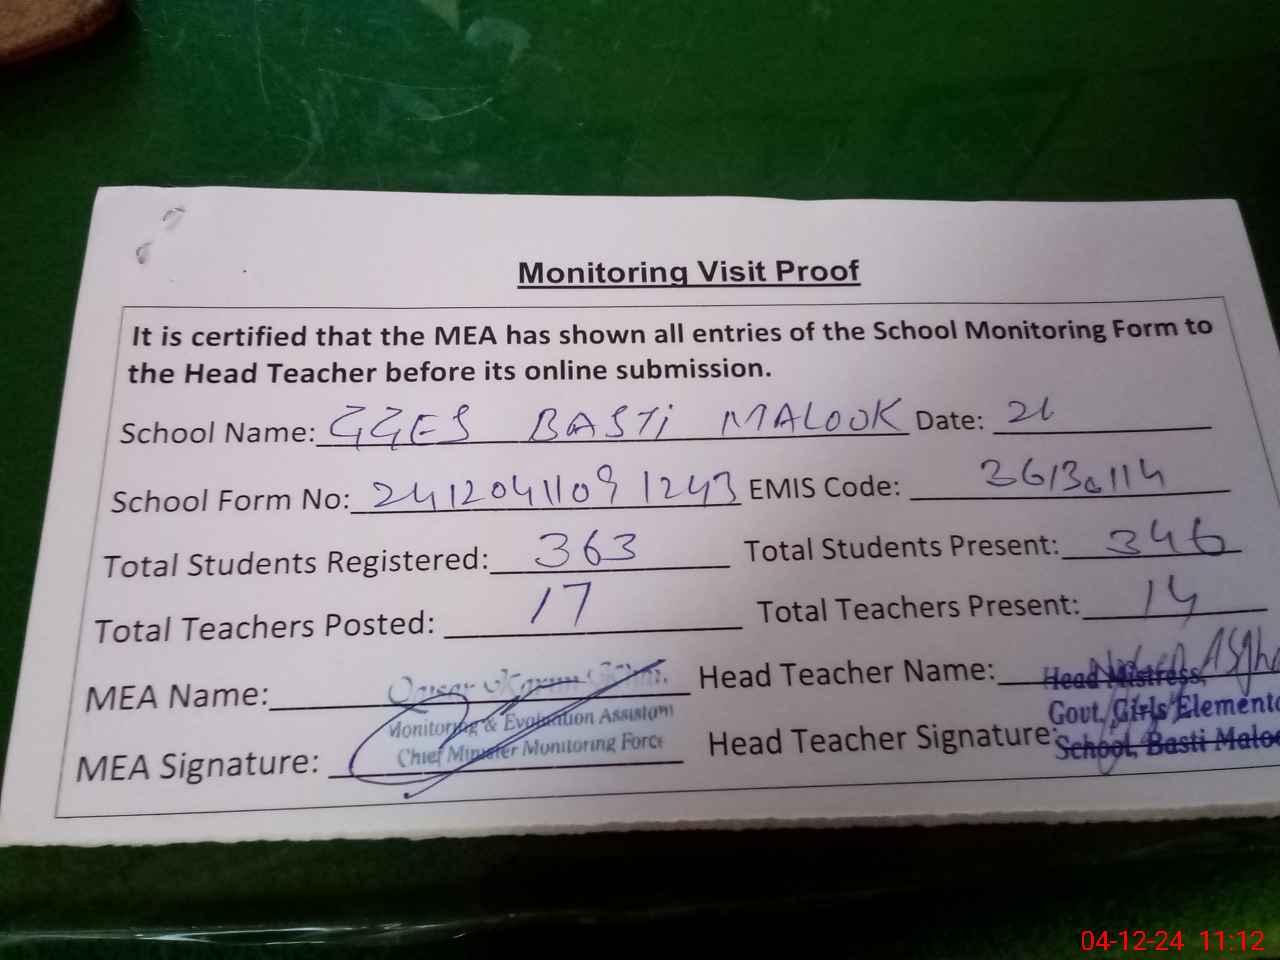 Monitoring Visit Proof
It is certified that the MEA has shown all entries of the School Monitoring Form to
the Head Teacher before its online submission.
School Name: GGES BASTI MALOOK Date:
School Form No: 2412041109 1243 EMIS Code: 36130114
Total Students Registered: 363 Total Students Present: 346
Total Teachers Posted: 17 Total Teachers Present: 14
MEA Name: Qaisar Head Teacher Name:
Head Mistress,
Monitoring & Evaluation Assistant Govt. Girls Elementa
Chief Minister Monitoring Force School, Basti Maloo
MEA Signature: Head Teacher Signature:
04-12-24 11:12